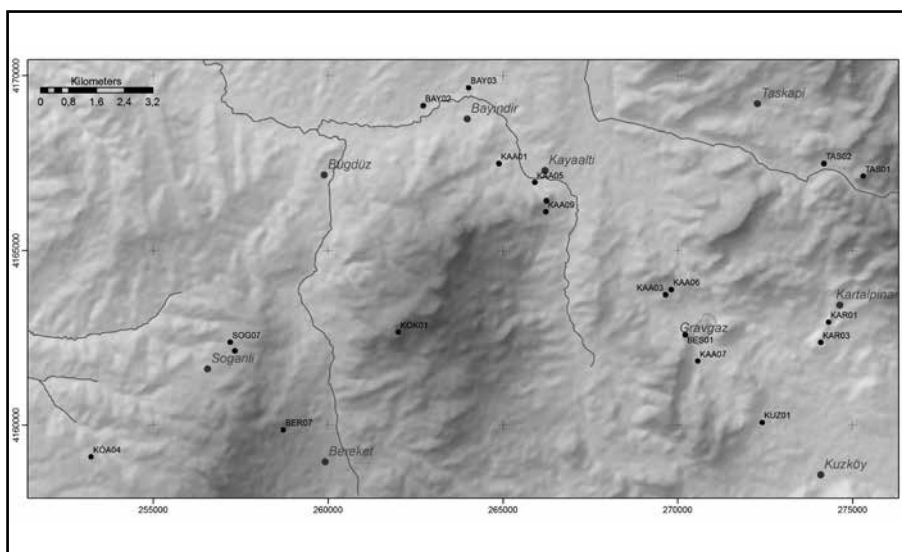 4170000
Kilometers
0 0.8 1.6 2.4 3.2
BAY03
BAY02
Bayındir
Taskapi
KAA01
Kayaalti
TAS02
Bügdüz
KAA05
TAS01
KAA09
4165000
KAA06
KAA03
Kartalpinar
KAR01
KOK01
Gravgaz
BES01
KAR03
SOG07
KAA07
Soganli
4160000
BER07
KUZ01
KOA04
Bereket
Kuzköy
255000
260000
265000
270000
275000